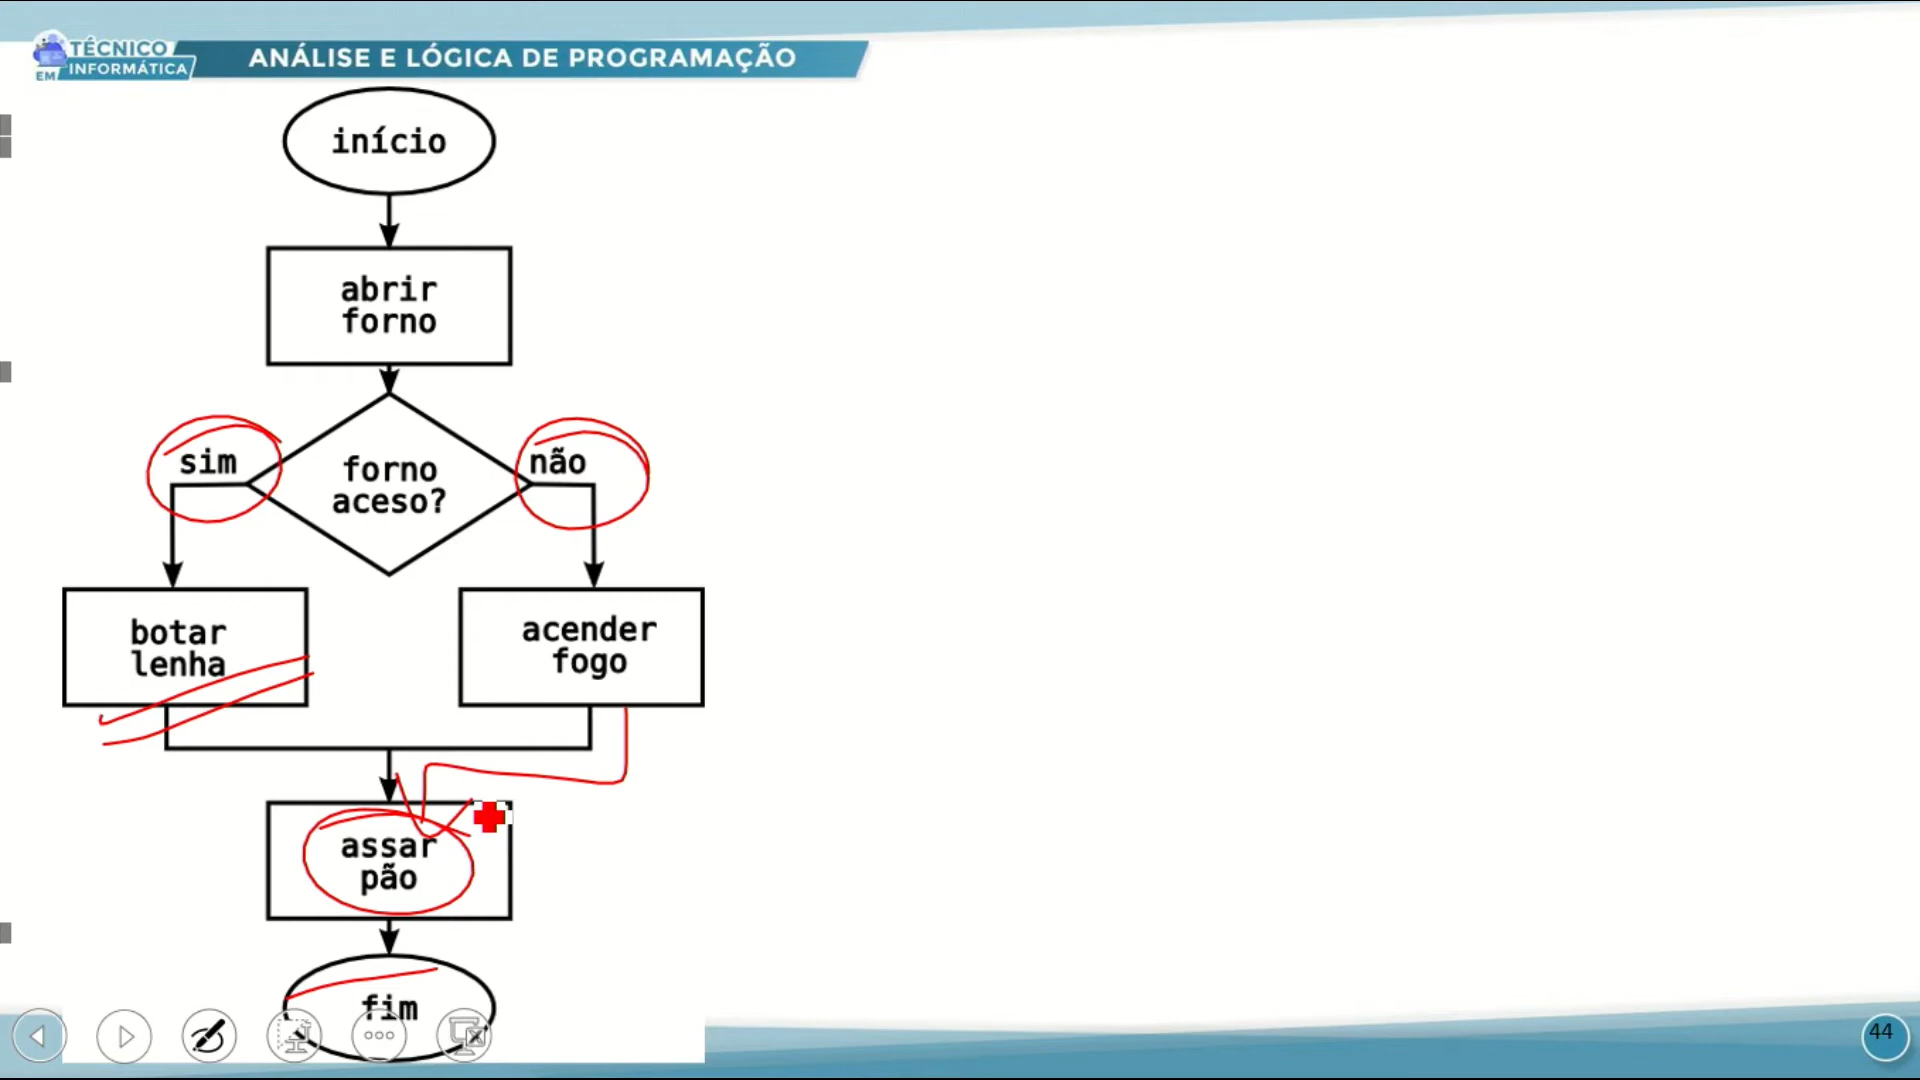 TÉCNICO
EM INFORMÁTICA
ANÁLISE E LÓGICA DE PROGRAMAÇÃO
início
abrir
forno
sim
forno
aceso?
não
botar
lenha
acender
fogo
assar
pão
fim
44